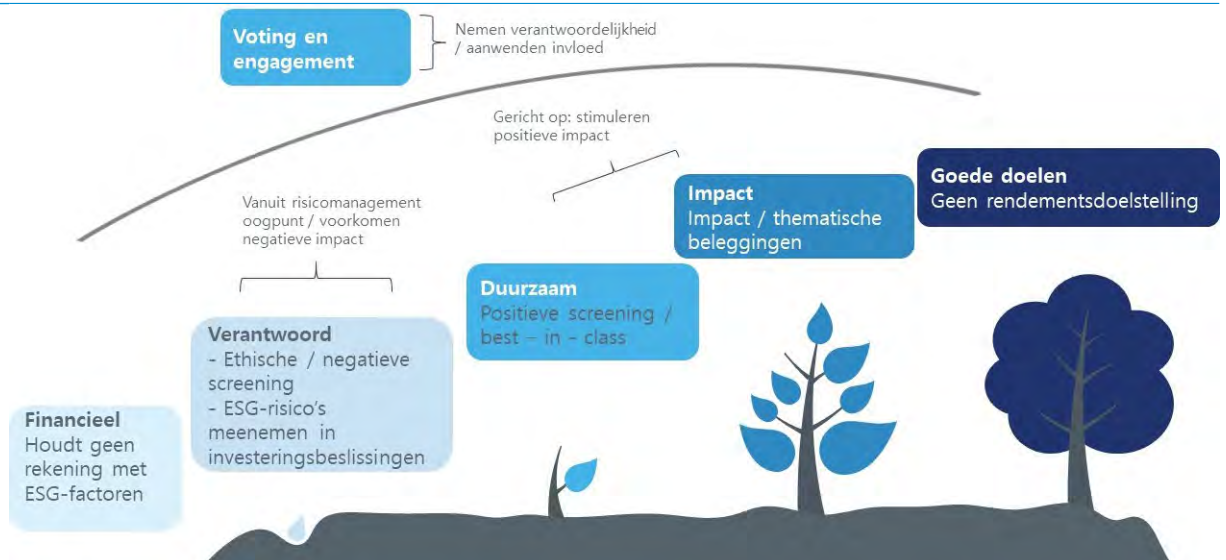 Voting en
engagement
Nemen verantwoordelijkheid
/ aanwenden invloed
Gericht op: stimuleren
positieve impact
Vanuit risicomanagement
oogpunt / voorkomen
negatieve impact
Financieel
Houdt geen
rekening met
ESG-factoren
Verantwoord
- Ethische / negatieve
screening
- ESG-risico's
meenemen in
investeringsbeslissingen
Duurzaam
Positieve screening /
best – in - class
Impact
Impact / thematische
beleggingen
Goede doelen
Geen rendementsdoelstelling